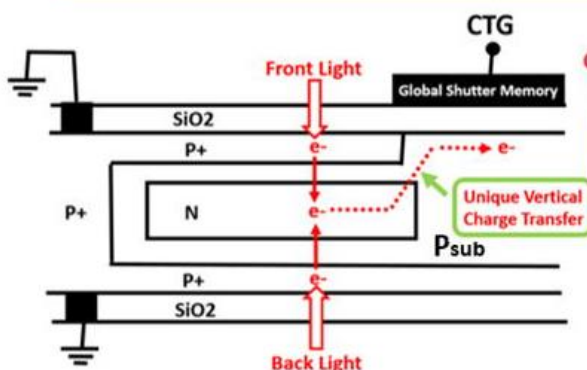 CTG
Front Light
Global Shutter Memory
SiO2
P+
e-
e-
P+
N
e-
Unique Vertical
Charge Transfer
Psub
P+
e-
SiO2
Back Light